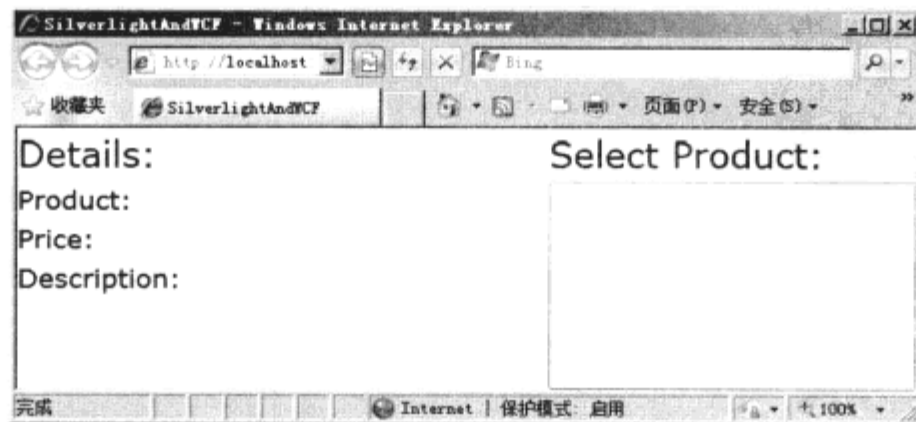 SilverlightAndWCF - Windows Internet Explorer
http://localhost
Bing
收藏夹 SilverlightAndWCF 页面(P) 安全(S) »
Details:
Product:
Price:
Description:
Select Product:
完成 Internet | 保护模式: 启用 100%